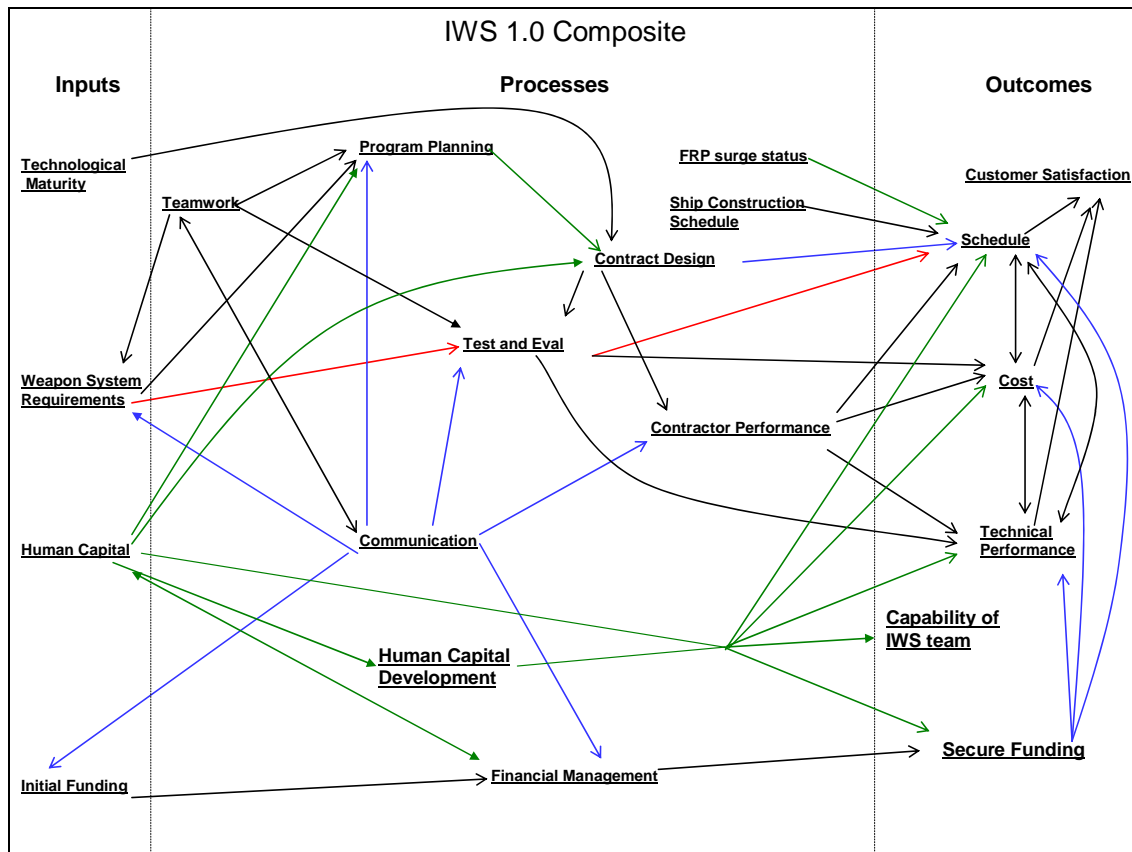 IWS 1.0 Composite
Inputs
Processes
Outcomes
Technological
Maturity
Program Planning
FRP surge status
Customer Satisfaction
Teamwork
Ship Construction
Schedule
Schedule
Contract Design
Test and Eval
Weapon System
Requirements
Cost
Contractor Performance
Human Capital
Communication
Technical
Performance
Capability of
IWS team
Human Capital
Development
Secure Funding
Initial Funding
Financial Management